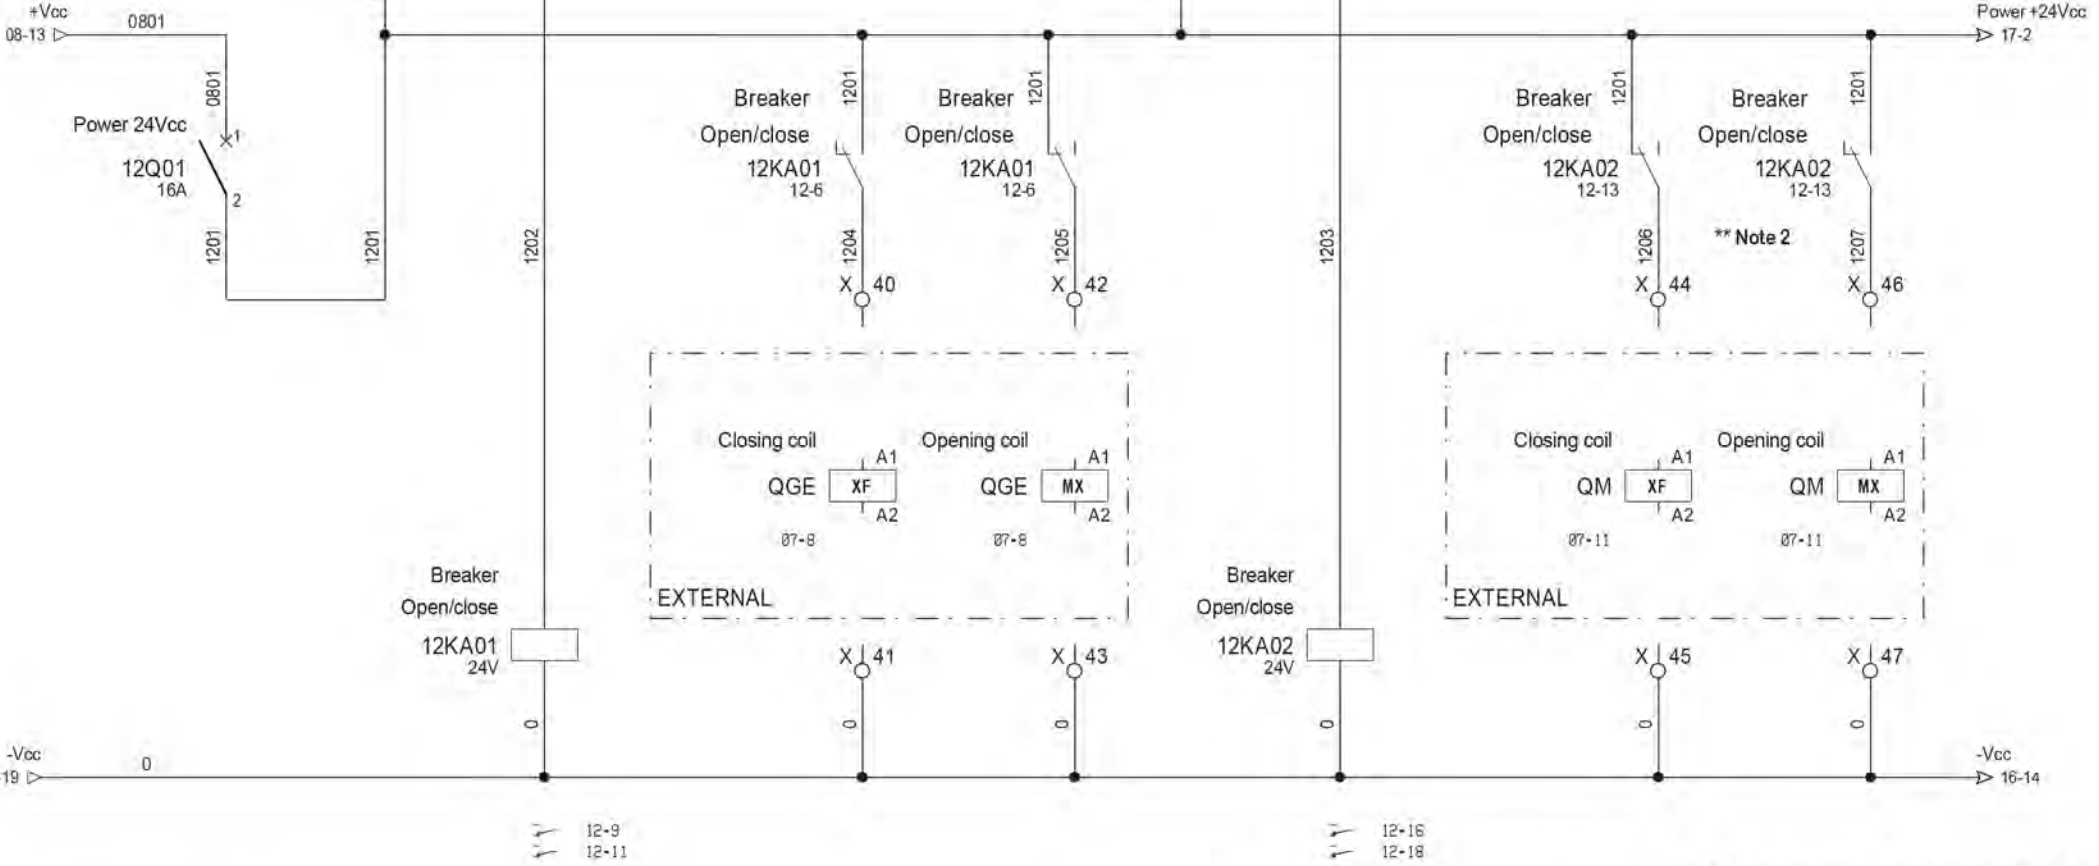 +Vcc
08-13
0801
0801
Power 24Vcc
12Q01
16A
1
2
1201
1201
1202
Breaker
Open/close
12KA01
12-6
1201
1204
X 40
Breaker
Open/close
12KA01
12-6
1201
1205
X 42
1203
Breaker
Open/close
12KA02
12-13
1201
1206
X 44
Breaker
Open/close
12KA02
12-13
1201
** Note 2
1207
X 46
Power +24Vcc
17-2
Closing coil
QGE
XF
A1
A2
07-8
Opening coil
QGE
MX
A1
A2
07-8
EXTERNAL
Closing coil
QM
XF
A1
A2
07-11
Opening coil
QM
MX
A1
A2
07-11
EXTERNAL
Breaker
Open/close
12KA01
24V
0
X 41
0
X 43
0
Breaker
Open/close
12KA02
24V
0
X 45
0
X 47
0
-Vcc
19
0
-Vcc
16-14
12-9
12-11
12-16
12-18